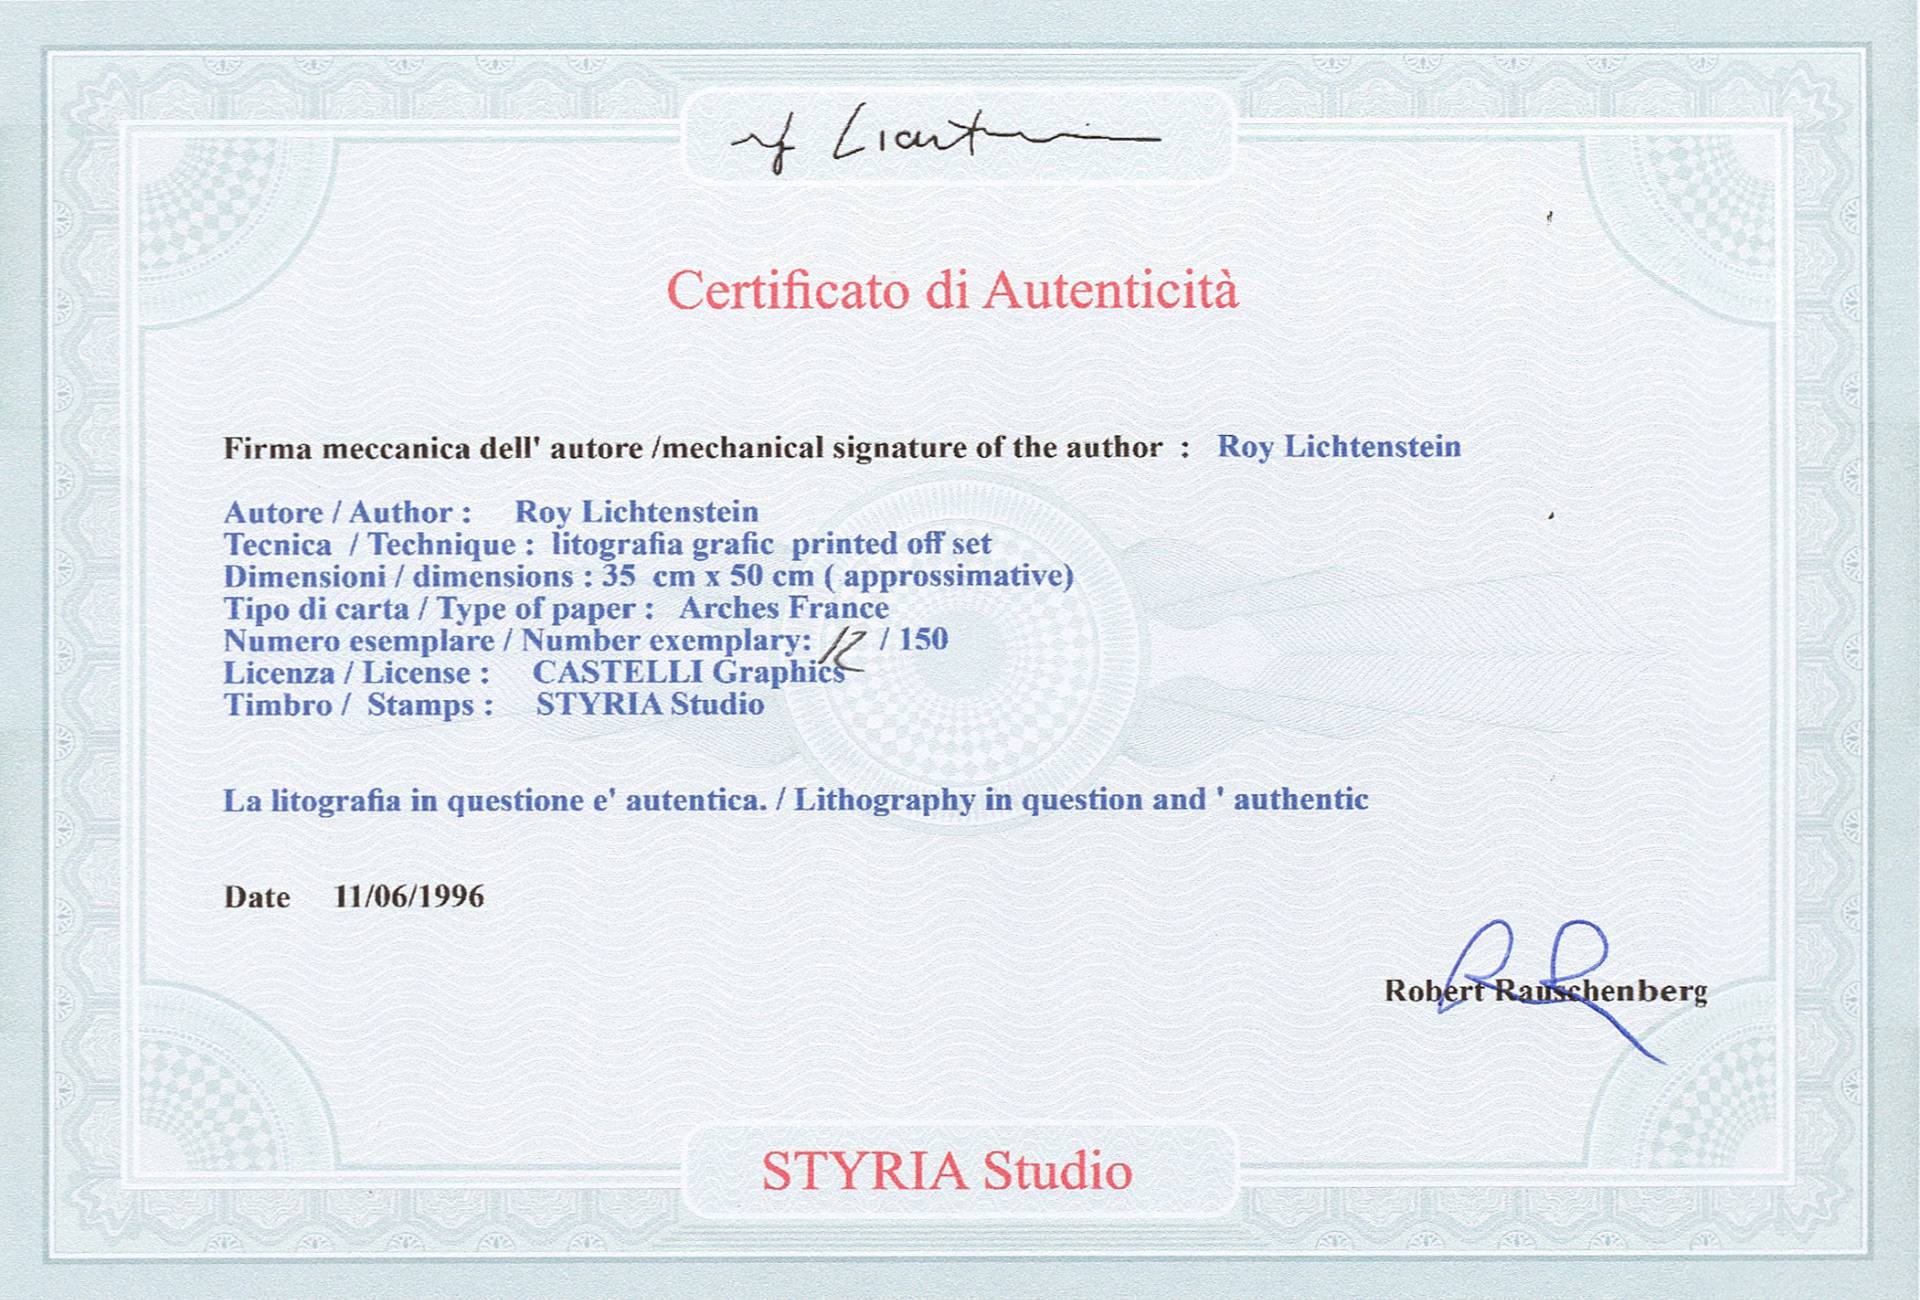 rf Lichtenstein
Certificato di Autenticità
Firma meccanica dell' autore /mechanical signature of the author : Roy Lichtenstein
Autore / Author : Roy Lichtenstein
Tecnica / Technique : litografia grafic printed off set
Dimensioni / dimensions : 35 cm x 50 cm ( approssimative)
Tipo di carta / Type of paper : Arches France
Numero esemplare / Number exemplary: 12 / 150
Licenza / License : CASTELLI Graphics
Timbro / Stamps : STYRIA Studio
La litografia in questione e' autentica. / Lithography in question and ' authentic
Date 11/06/1996
Robert Rauschenberg
STYRIA Studio